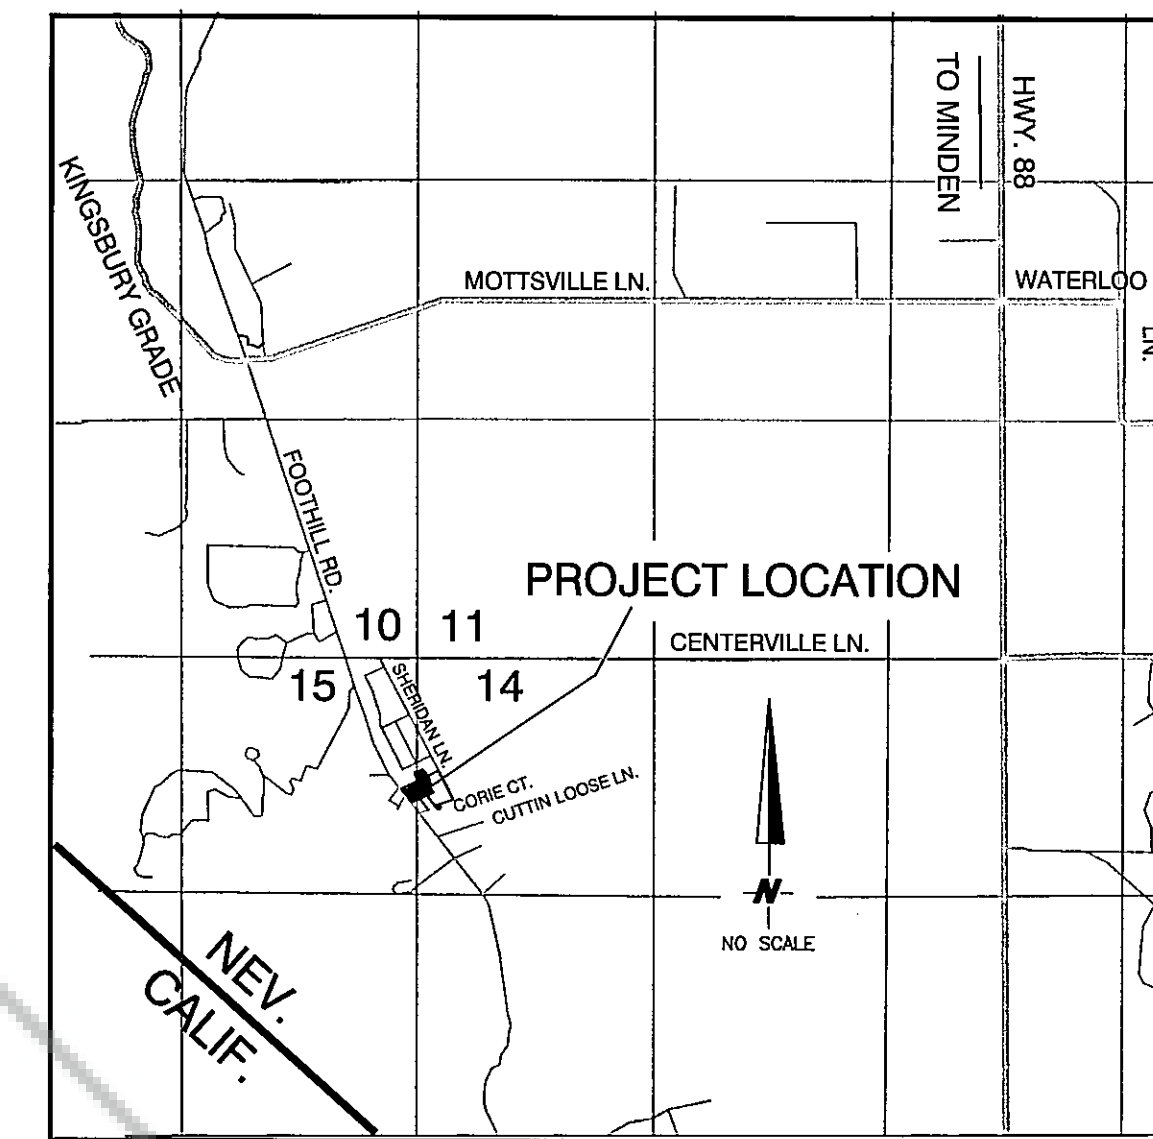 HWY. 88
TO MINDEN
KINGSBURY GRADE
MOTTSVILLE LN.
WATERLOO
LN.
FOOTHILL RD.
PROJECT LOCATION
10
11
CENTERVILLE LN.
15
14
SHERIDAN LN.
CORIE CT.
CUTTIN LOOSE LN.
N
NO SCALE
NEV.
CALIF.